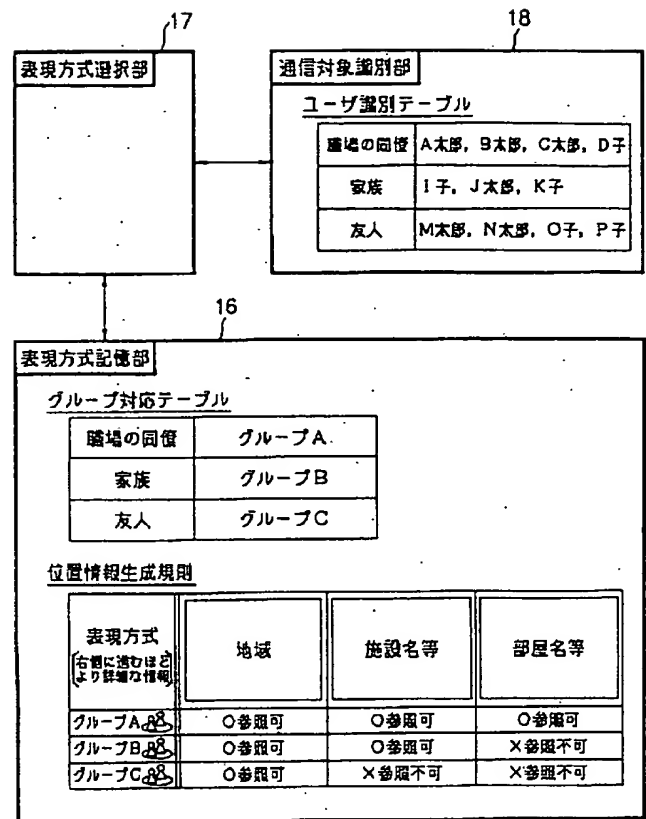 17
表現方式選択部
18
通信対象識別部
ユーザ識別テーブル
職場の同僚 A太郎, B太郎, C太郎, D子
家族 I子, J太郎, K子
友人 M太郎, N太郎, O子, P子
16
表現方式記憶部
グループ対応テーブル
職場の同僚 グループA
家族 グループB
友人 グループC
位置情報生成規則
表現方式 地域 施設名等 部屋名等
右側に進むほど
より詳細な情報
グループA ○参照可 ○参照可 ○参照可
グループB ○参照可 ○参照可 ×参照不可
グループC ○参照可 ×参照不可 ×参照不可